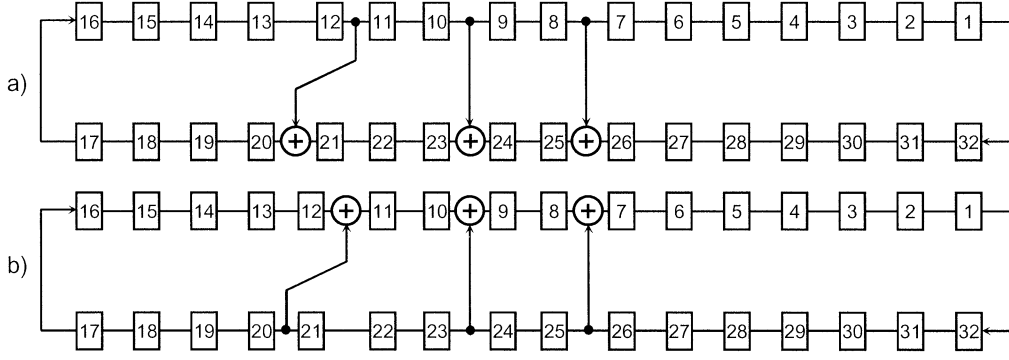 16 15 14 13 12 11 10 9 8 7 6 5 4 3 2 1
a)
17 18 19 20 + 21 22 23 + 24 25 + 26 27 28 29 30 31 32
16 15 14 13 12 + 11 10 + 9 8 + 7 6 5 4 3 2 1
b)
17 18 19 20 21 22 23 24 25 26 27 28 29 30 31 32